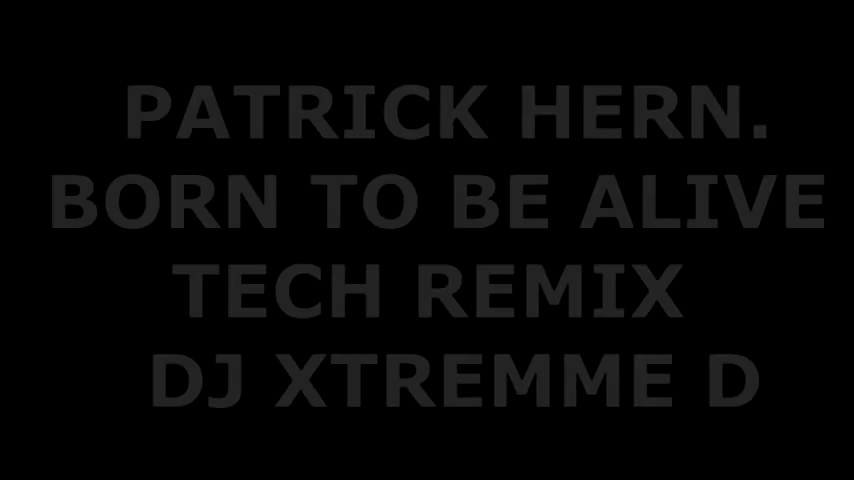 PATRICK HERN.
BORN TO BE ALIVE
TECH REMIX
DJ XTREMME D